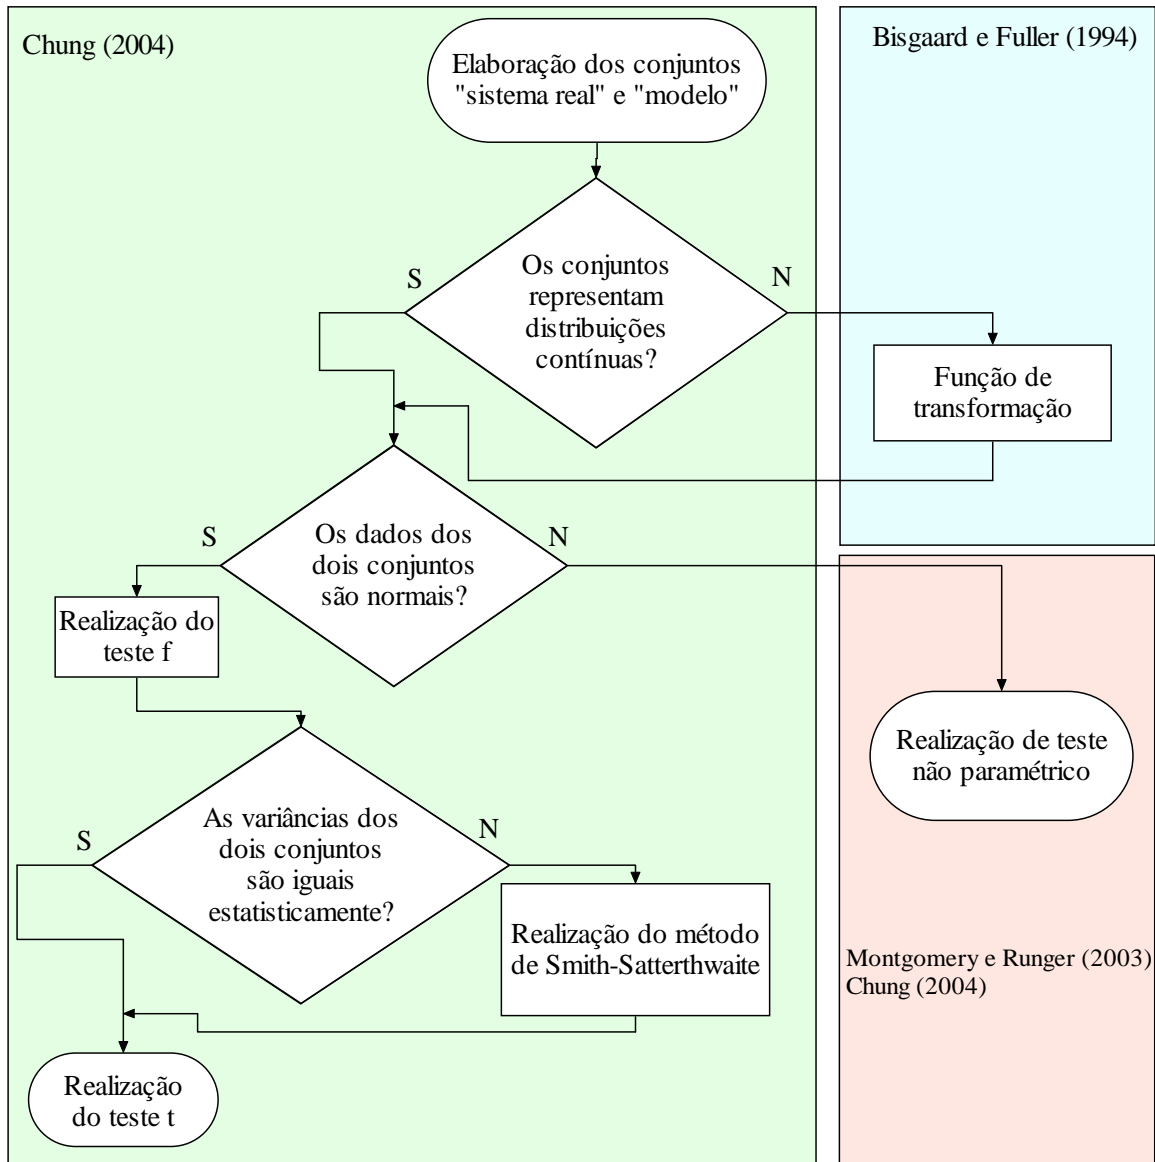 Chung (2004)
Bisgaard e Fuller (1994)
Elaboração dos conjuntos
"sistema real" e "modelo"
S
Os conjuntos
representam
distribuições
contínuas?
N
Função de
transformação
S
Os dados dos
dois conjuntos
são normais?
N
Realização do
teste f
Realização de teste
não paramétrico
S
As variâncias dos
dois conjuntos
são iguais
estatisticamente?
N
Realização do método
de Smith-Satterthwaite
Montgomery e Runger (2003)
Chung (2004)
Realização
do teste t